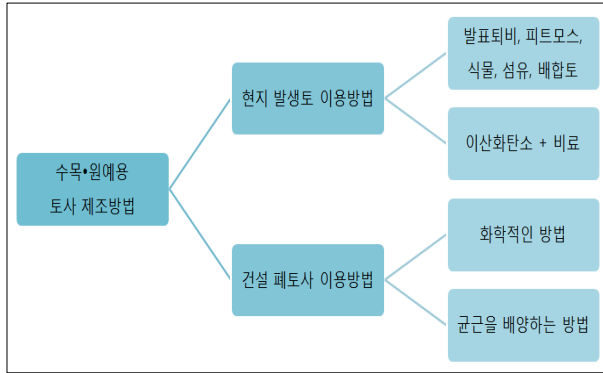 수목•원예용
토사 제조방법
현지 발생토 이용방법
발표퇴비, 피트모스,
식물, 섬유, 배합토
이산화탄소 + 비료
건설 폐토사 이용방법
화학적인 방법
균근을 배양하는 방법